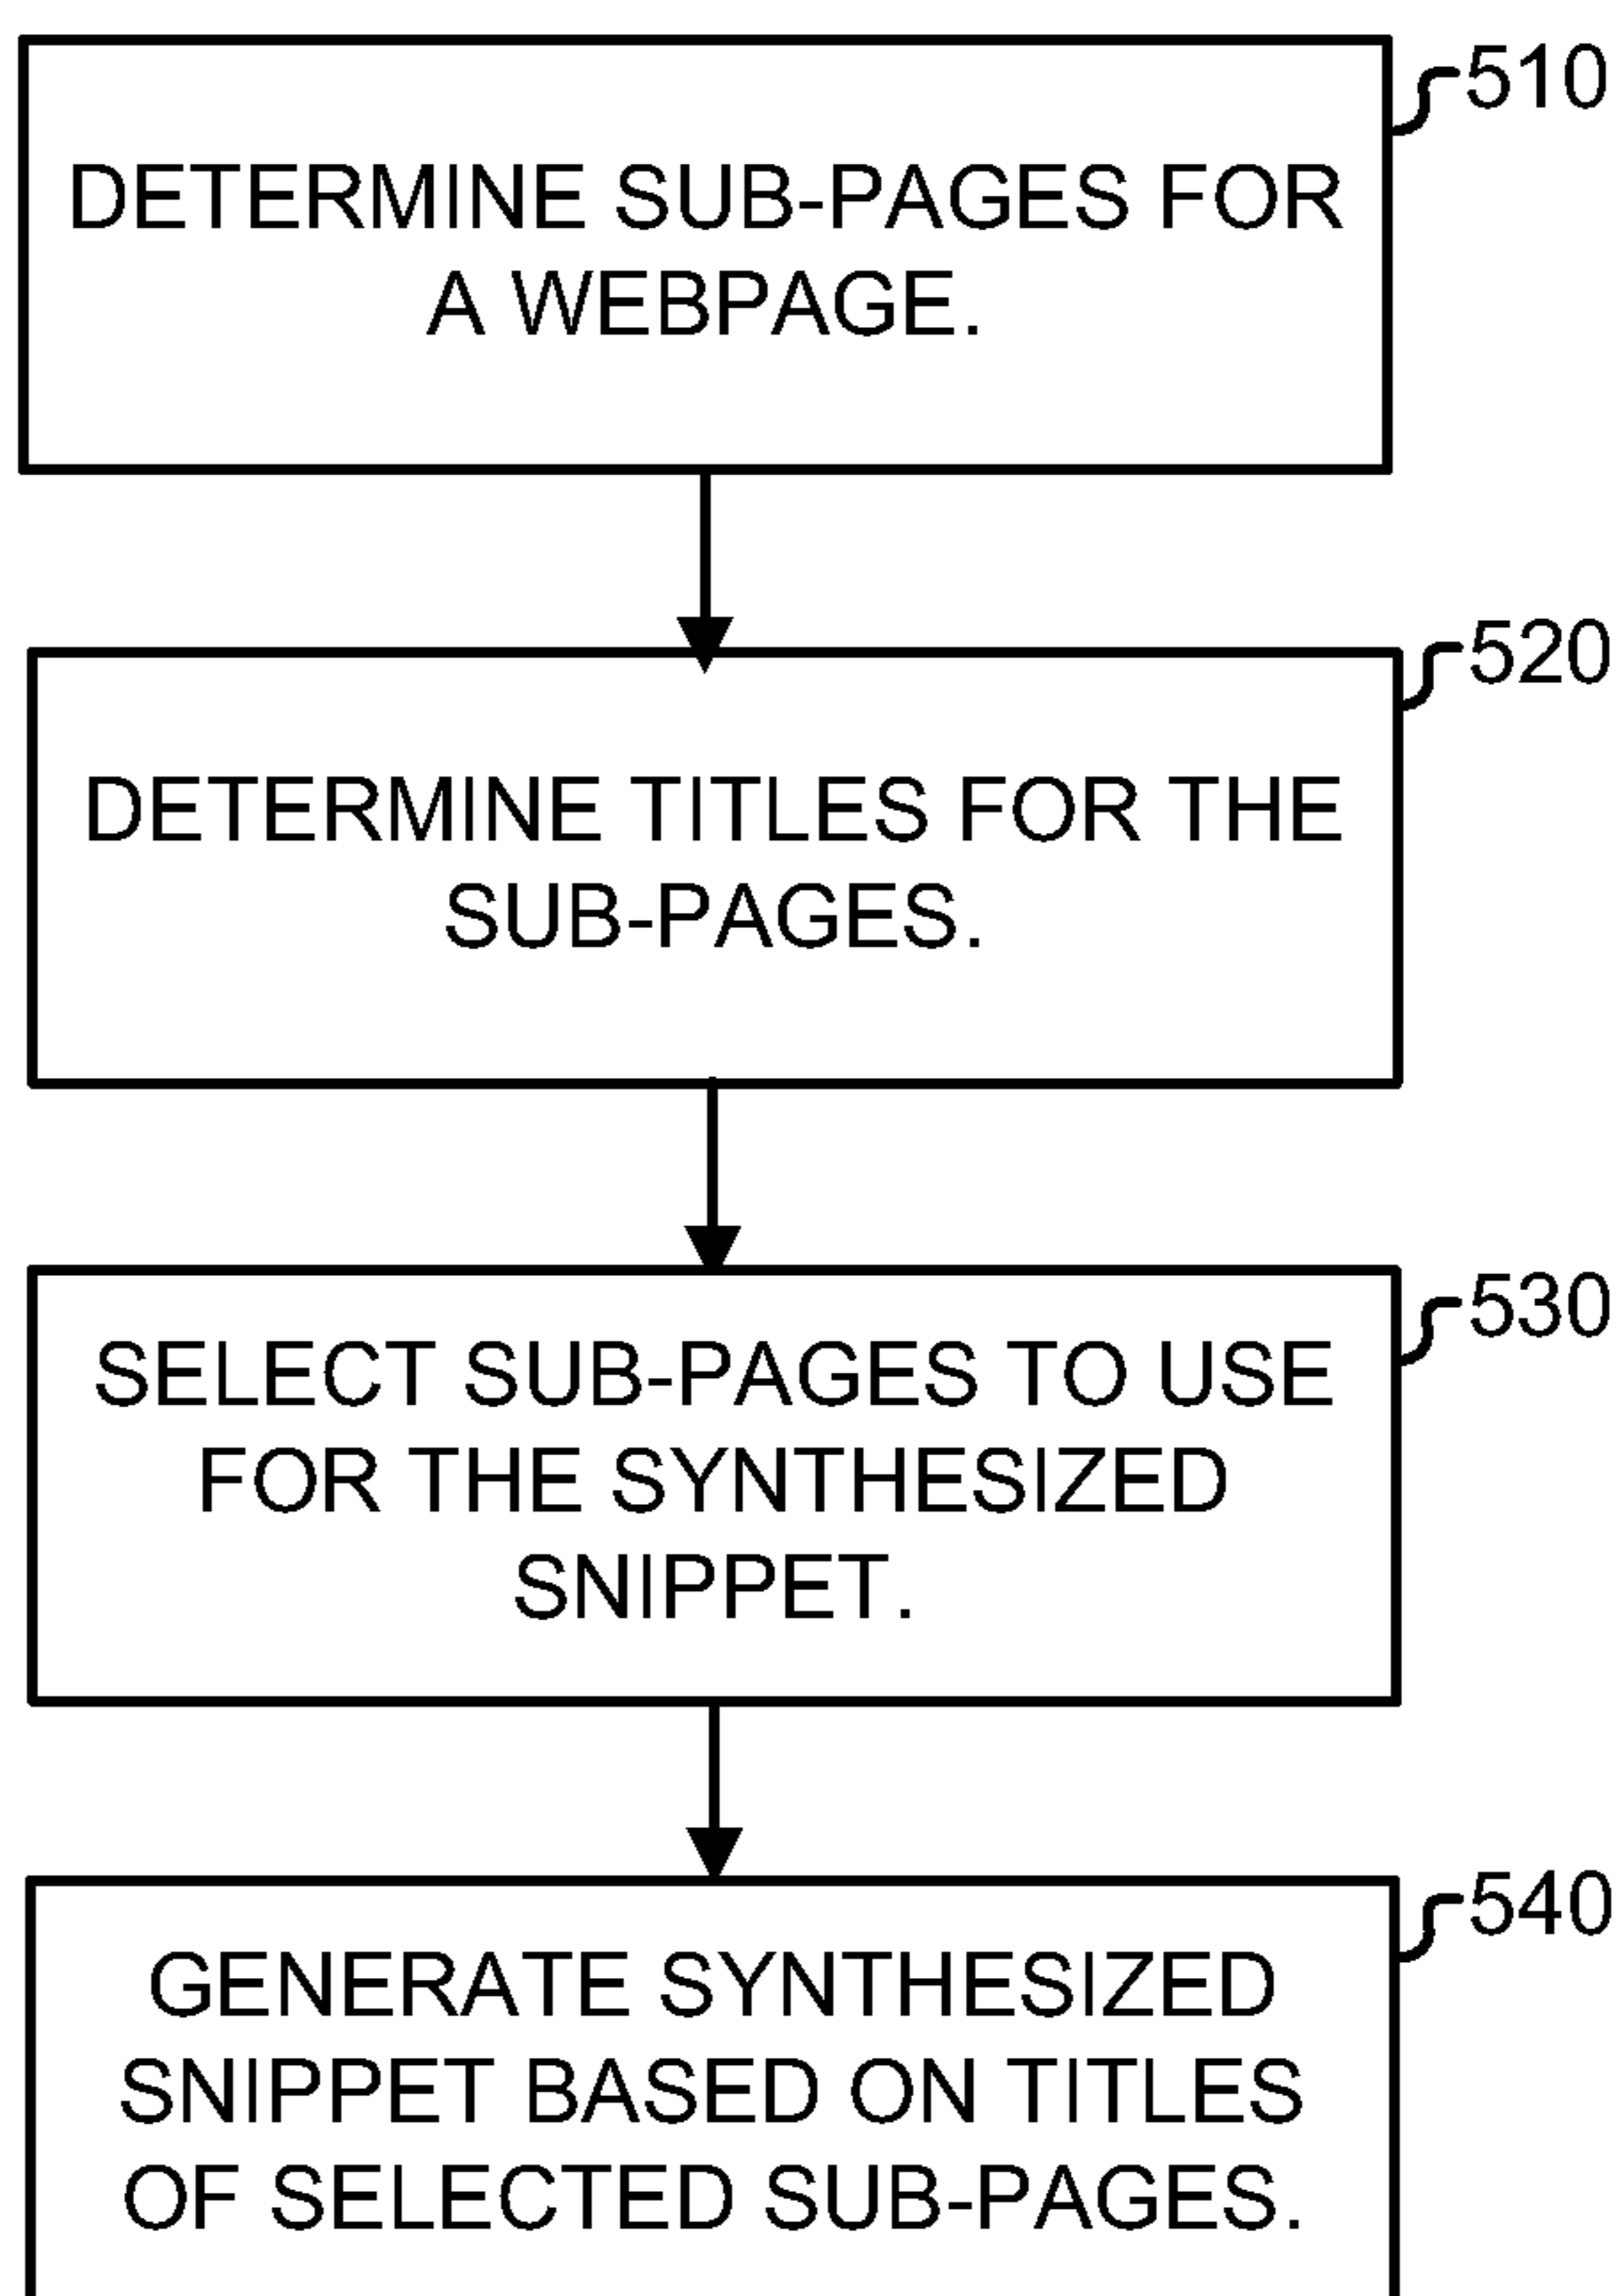 510
DETERMINE SUB-PAGES FOR
A WEBPAGE.
520
DETERMINE TITLES FOR THE
SUB-PAGES.
530
SELECT SUB-PAGES TO USE
FOR THE SYNTHESIZED
SNIPPET.
540
GENERATE SYNTHESIZED
SNIPPET BASED ON TITLES
OF SELECTED SUB-PAGES.